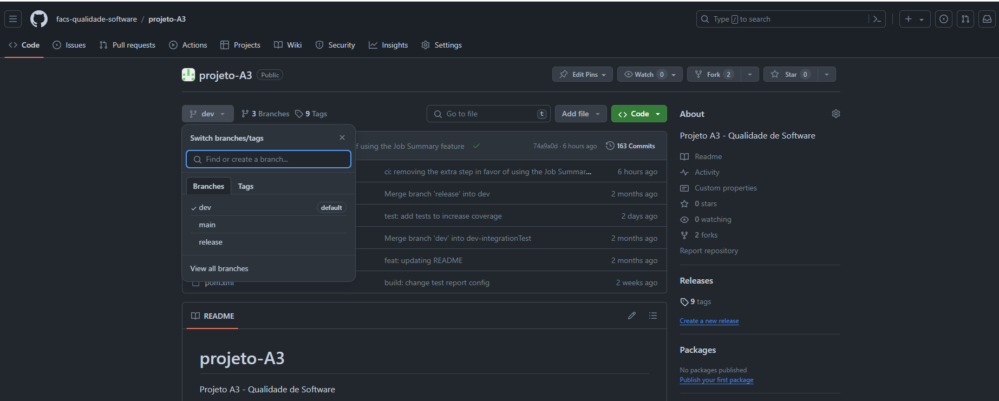 facs-qualidade-software / projeto-A3
Type / to search
Code Issues Pull requests Actions Projects Wiki Security Insights Settings
projeto-A3 Public
Edit Pins Watch 0 Fork 2 Star 0
dev 3 Branches 9 Tags Go to file t Add file Code
Switch branches/tags
Find or create a branch...
Branches Tags
dev default
main
release
View all branches
f using the Job Summary feature 74a9a0d · 6 hours ago 163 Commits
ci: removing the extra step in favor of using the Job Summar... 6 hours ago
Merge branch 'release' into dev 2 months ago
test: add tests to increase coverage 2 days ago
Merge branch 'dev' into dev-integrationTest 2 months ago
feat: updating README 2 months ago
pom.xml build: change test report config 2 weeks ago
README
projeto-A3
Projeto A3 - Qualidade de Software
About
Projeto A3 - Qualidade de Software
Readme
Activity
Custom properties
0 stars
0 watching
2 forks
Report repository
Releases
9 tags
Create a new release
Packages
No packages published
Publish your first package